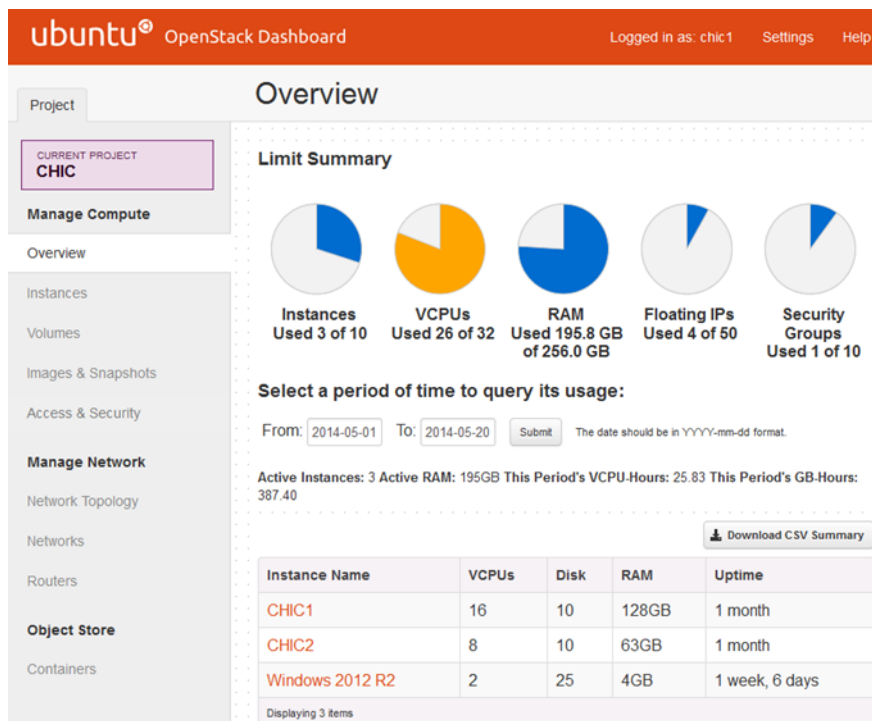 ubuntu OpenStack Dashboard
Logged in as: chic1 Settings Help
Project
CURRENT PROJECT
CHIC
Manage Compute
Overview
Instances
Volumes
Images & Snapshots
Access & Security
Manage Network
Network Topology
Networks
Routers
Object Store
Containers
Overview
Limit Summary
Instances
Used 3 of 10
VCPUs
Used 26 of 32
RAM
Used 195.8 GB
of 256.0 GB
Floating IPs
Used 4 of 50
Security
Groups
Used 1 of 10
Select a period of time to query its usage:
From: 2014-05-01 To: 2014-05-20 Submit The date should be in YYYY-mm-dd format.
Active Instances: 3 Active RAM: 195GB This Period's VCPU-Hours: 25.83 This Period's GB-Hours:
387.40
Download CSV Summary
Instance Name VCPUs Disk RAM Uptime
CHIC1 16 10 128GB 1 month
CHIC2 8 10 63GB 1 month
Windows 2012 R2 2 25 4GB 1 week, 6 days
Displaying 3 items